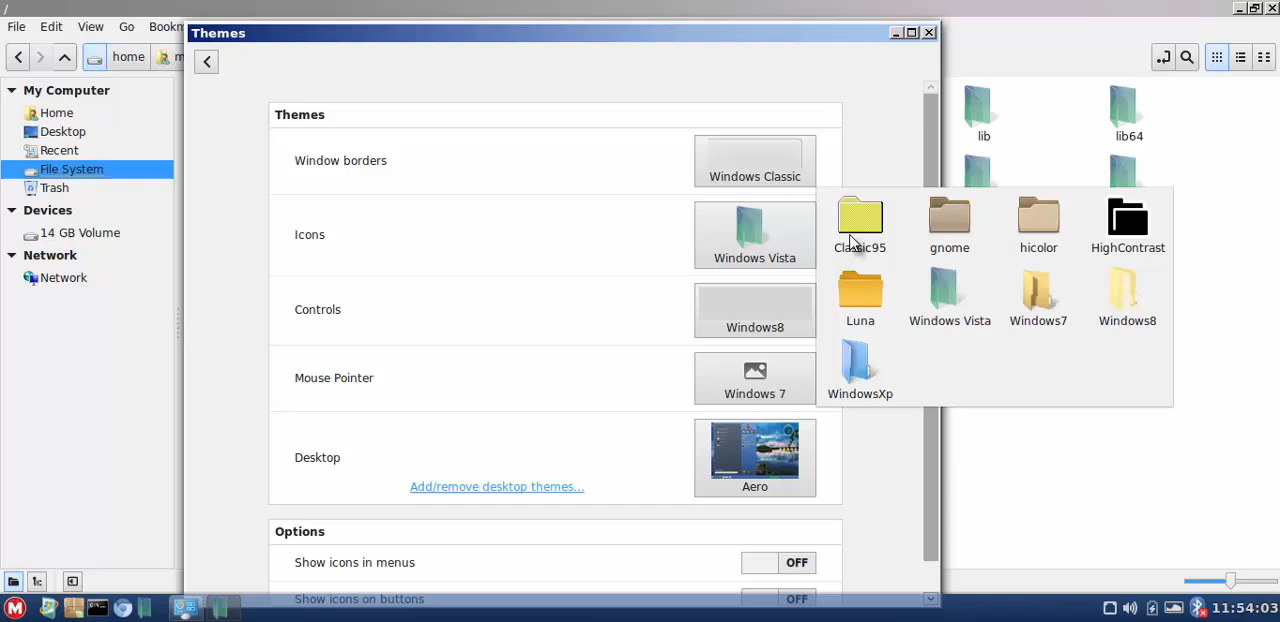 /
File Edit View Go Bookn
Themes
home m
My Computer
Home
Desktop
Recent
File System
Trash
Devices
14 GB Volume
Network
Network
Themes
Window borders
Windows Classic
Icons
Windows Vista
Controls
Windows8
Mouse Pointer
Windows 7
Desktop
Add/remove desktop themes...
Aero
Options
Show icons in menus
OFF
Show icons on buttons
OFF
lib lib64
Classic95 gnome hicolor HighContrast
Luna Windows Vista Windows7 Windows8
WindowsXp
M
11:54:03